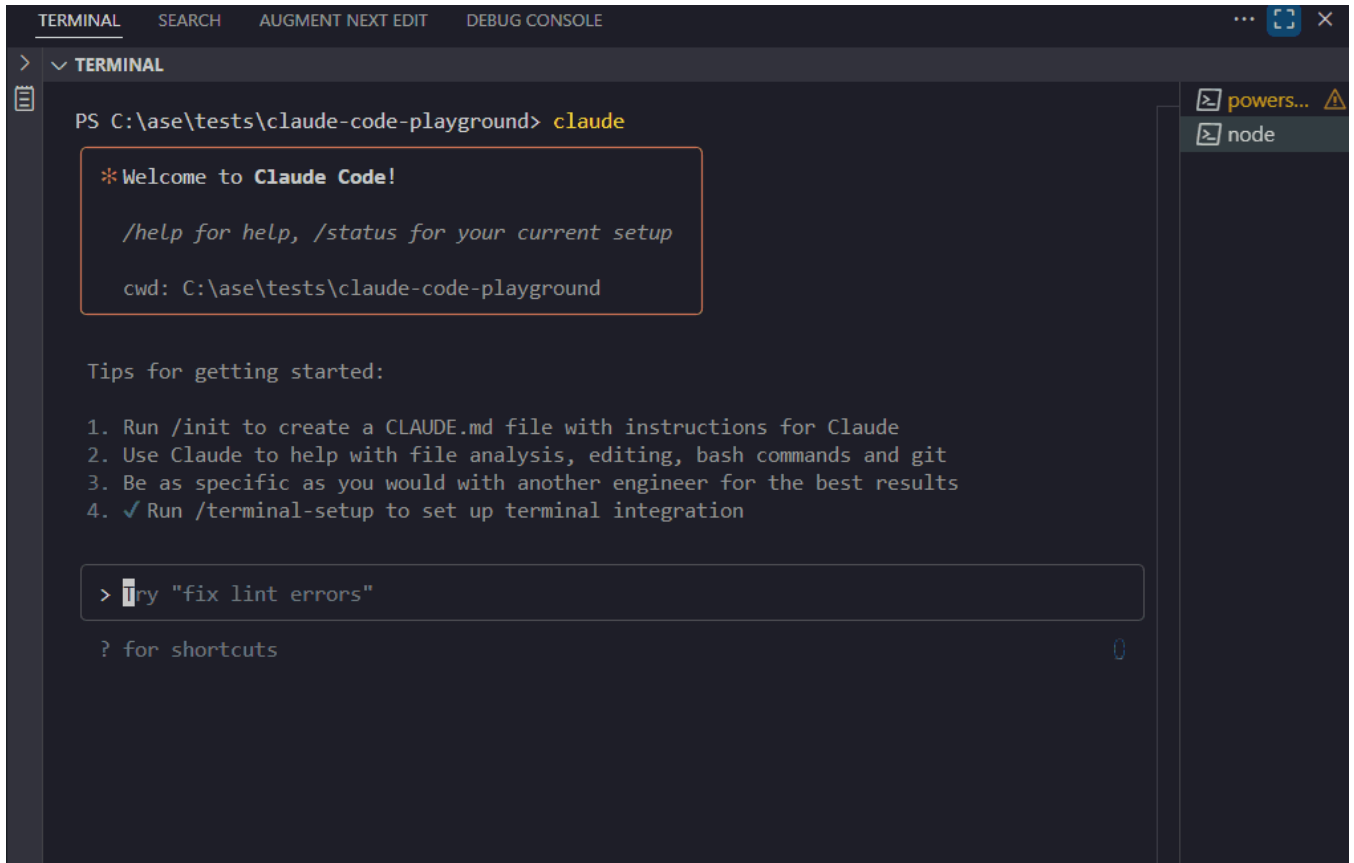 TERMINAL SEARCH AUGMENT NEXT EDIT DEBUG CONSOLE
TERMINAL
PS C:\ase\tests\claude-code-playground> claude
powers...
node
Welcome to Claude Code!
/help for help, /status for your current setup
cwd: C:\ase\tests\claude-code-playground
Tips for getting started:
1. Run /init to create a CLAUDE.md file with instructions for Claude
2. Use Claude to help with file analysis, editing, bash commands and git
3. Be as specific as you would with another engineer for the best results
4. ✓ Run /terminal-setup to set up terminal integration
> Try "fix lint errors"
? for shortcuts